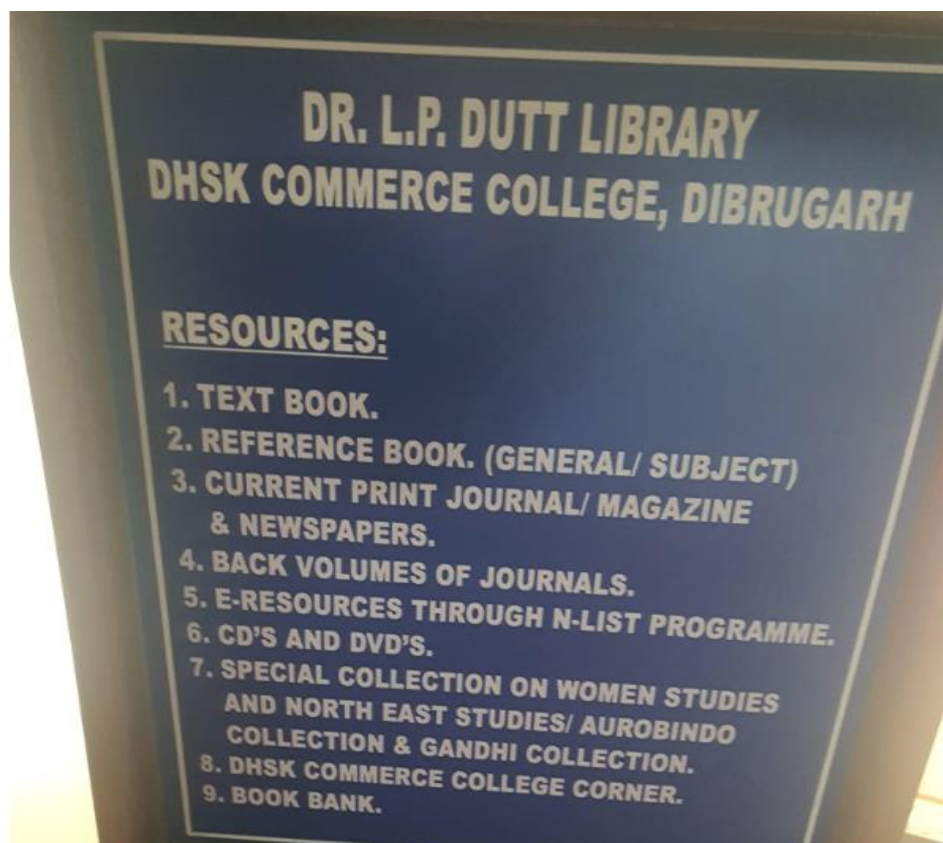 DR. L.P. DUTT LIBRARY
DHSK COMMERCE COLLEGE, DIBRUGARH
RESOURCES:
1. TEXT BOOK.
2. REFERENCE BOOK. (GENERAL/ SUBJECT)
3. CURRENT PRINT JOURNAL/ MAGAZINE
& NEWSPAPERS.
4. BACK VOLUMES OF JOURNALS.
5. E-RESOURCES THROUGH N-LIST PROGRAMME.
6. CD'S AND DVD'S.
7. SPECIAL COLLECTION ON WOMEN STUDIES
AND NORTH EAST STUDIES/ AUROBINDO
COLLECTION & GANDHI COLLECTION.
8. DHSK COMMERCE COLLEGE CORNER.
9. BOOK BANK.